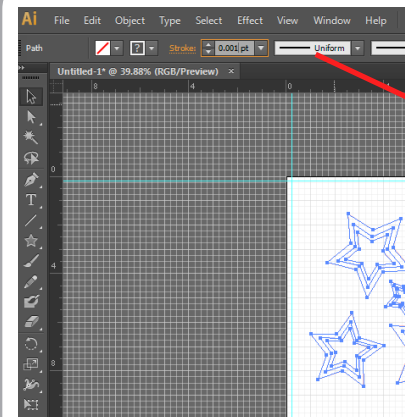 Ai File Edit Object Type Select Effect View Window Help
Path ? Stroke: 0.001 pt Uniform
Untitled-1* @ 39.88% (RGB/Preview) ×
8 4 0 4
0
4
8